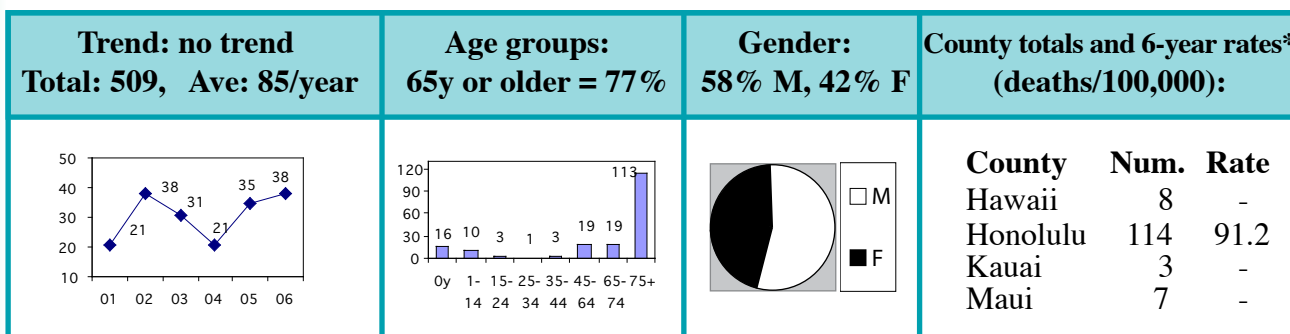 Trend: no trend
Total: 509, Ave: 85/year
Age groups:
65y or older = 77%
Gender:
58% M, 42% F
County totals and 6-year rates*
(deaths/100,000):
50
40
30
20
10
21
38
31
21
35
38
01 02 03 04 05 06
120
90
60
30
0
16 10 3 1 3 19 19 113
0y 1- 15- 25- 35- 45- 65- 75+
14 24 34 44 64 74
M
F
County Num. Rate
Hawaii 8 -
Honolulu 114 91.2
Kauai 3 -
Maui 7 -